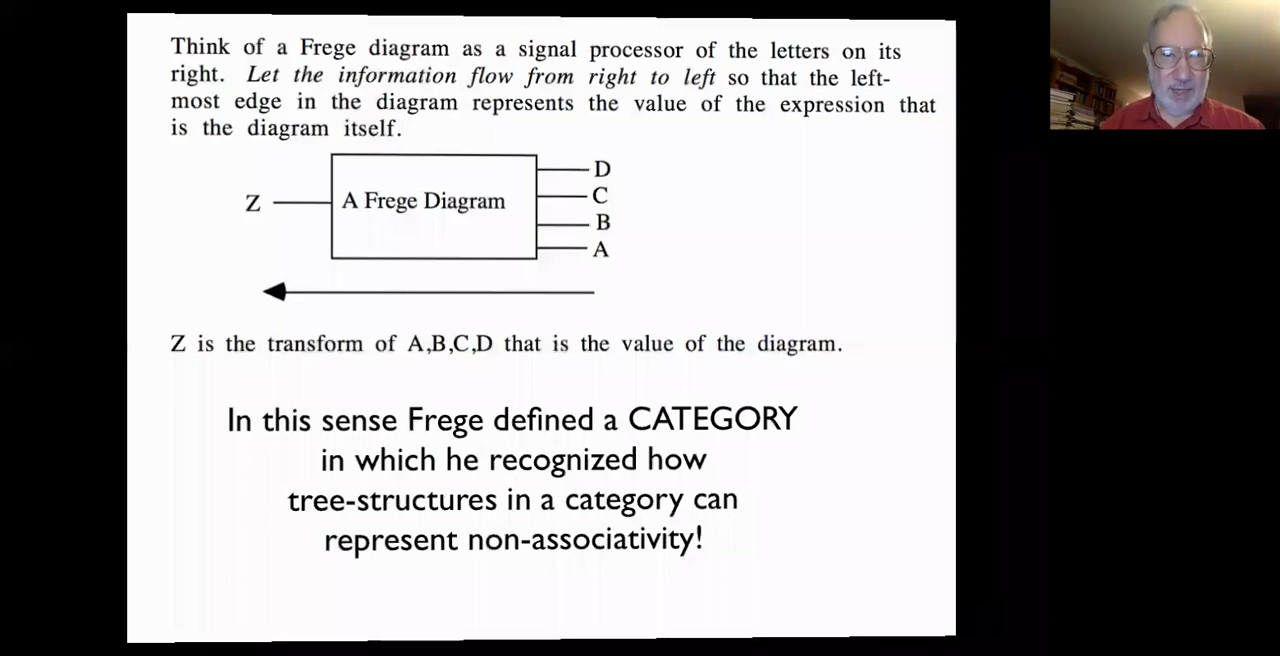 Think of a Frege diagram as a signal processor of the letters on its
right. Let the information flow from right to left so that the left-
most edge in the diagram represents the value of the expression that
is the diagram itself.
D
C
Z
A Frege Diagram
B
A
Z is the transform of A,B,C,D that is the value of the diagram.
In this sense Frege defined a CATEGORY
in which he recognized how
tree-structures in a category can
represent non-associativity!